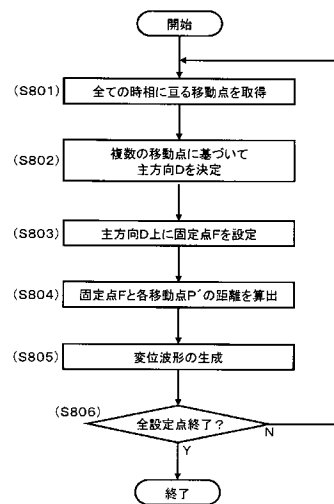 開始
(S801) 全ての時相に亘る移動点を取得
(S802) 複数の移動点に基づいて
主方向Dを決定
(S803) 主方向D上に固定点Fを設定
(S804) 固定点Fと各移動点P´の距離を算出
(S805) 変位波形の生成
(S806) 全設定点終了？
N
Y
終了